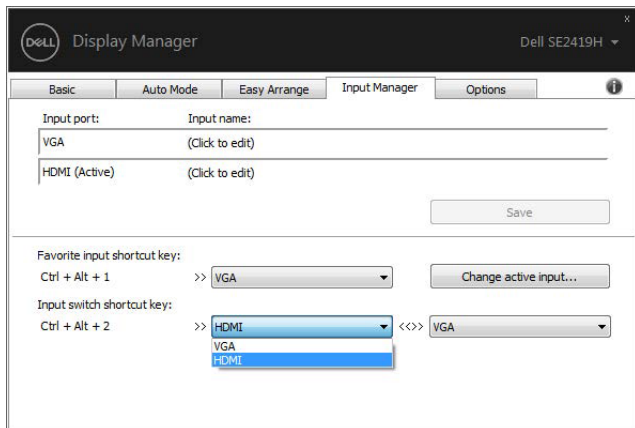 x
DELL Display Manager Dell SE2419H
Basic Auto Mode Easy Arrange Input Manager Options i
Input port: Input name:
VGA (Click to edit)
HDMI (Active) (Click to edit)
Save
Favorite input shortcut key:
Ctrl + Alt + 1 >> VGA Change active input...
Input switch shortcut key:
Ctrl + Alt + 2 >> HDMI <<>> VGA
VGA
HDMI